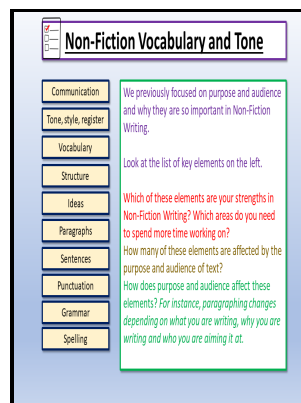 Non-Fiction Vocabulary and Tone
Communication
Tone, style, register
Vocabulary
Structure
Ideas
Paragraphs
Sentences
Punctuation
Grammar
Spelling
We previously focused on purpose and audience
and why they are so important in Non-Fiction
Writing.
Look at the list of key elements on the left.
Which of these elements are your strengths in
Non-Fiction Writing? Which areas do you need
to spend more time working on?
How many of these elements are affected by the
purpose and audience of text?
How does purpose and audience affect these
elements? For instance, paragraphing changes
depending on what you are writing, why you are
writing and who you are aiming it at.